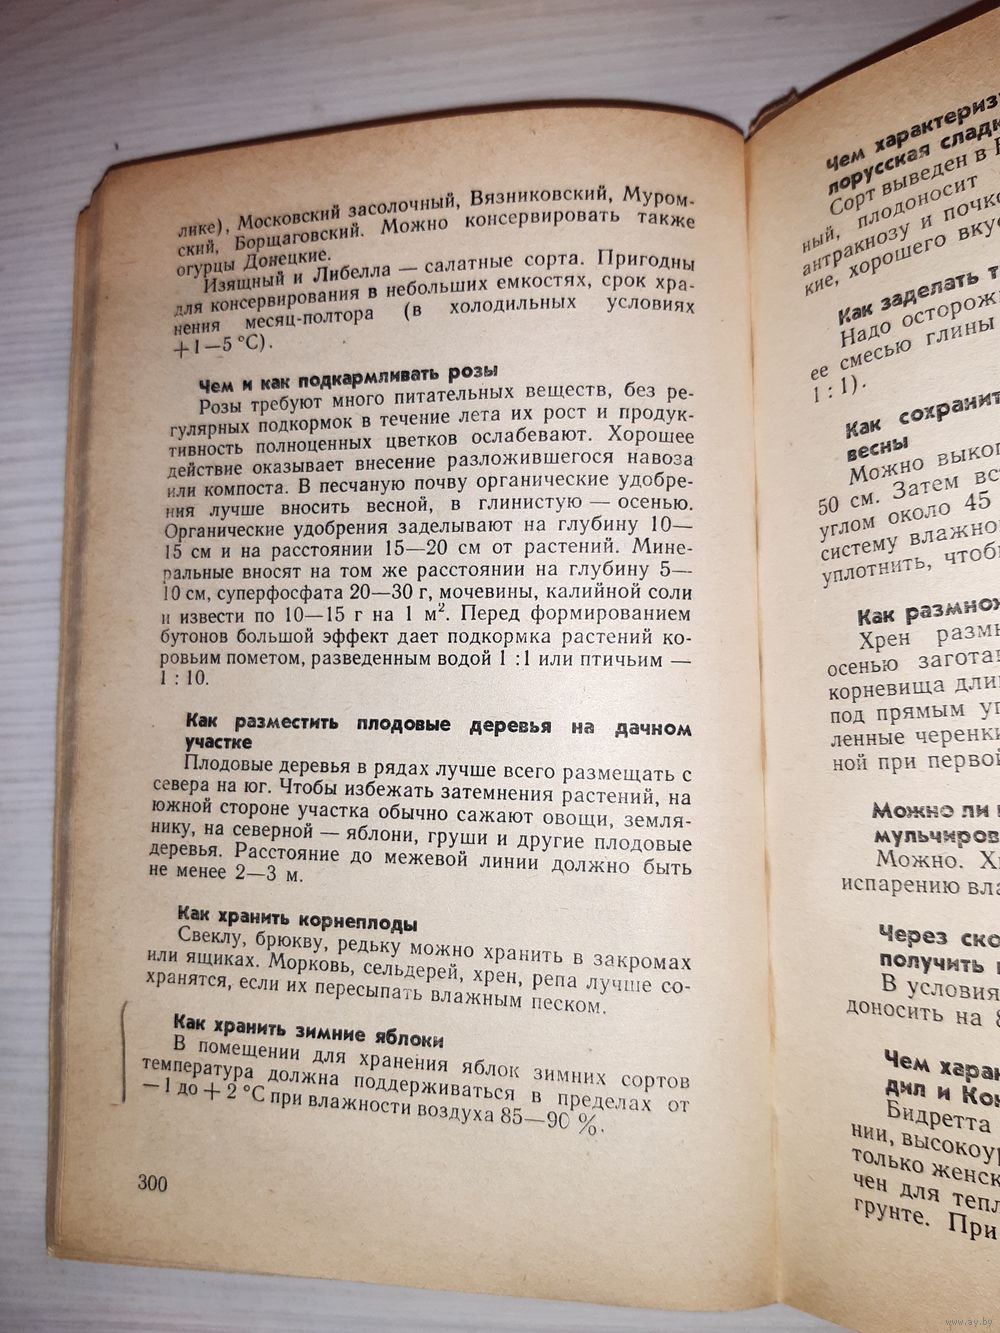 лике), Московский засолочный, Вязниковский, Муром-
ский, Борщаговский. Можно консервировать также
огурцы Донецкие.
Изящный и Либелла — салатные сорта. Пригодны
для консервирования в небольших емкостях, срок хра-
нения месяц-полтора (в холодильных условиях
+1—5 °С).
Чем и как подкармливать розы
Розы требуют много питательных веществ, без ре-
гулярных подкормок в течение лета их рост и продук-
тивность полноценных цветков ослабевают. Хорошее
действие оказывает внесение разложившегося навоза
или компоста. В песчаную почву органические удобре-
ния лучше вносить весной, в глинистую — осенью.
Органические удобрения заделывают на глубину 10—
15 см и на расстоянии 15—20 см от растений. Мине-
ральные вносят на том же расстоянии на глубину 5—
10 см, суперфосфата 20—30 г, мочевины, калийной соли
и извести по 10—15 г на 1 м². Перед формированием
бутонов большой эффект дает подкормка растений ко-
ровьим пометом, разведенным водой 1 : 1 или птичьим —
1 : 10.
Как разместить плодовые деревья на дачном
участке
Плодовые деревья в рядах лучше всего размещать с
севера на юг. Чтобы избежать затемнения растений, на
южной стороне участка обычно сажают овощи, земля-
нику, на северной — яблони, груши и другие плодовые
деревья. Расстояние до межевой линии должно быть
не менее 2—3 м.
Как хранить корнеплоды
Свеклу, брюкву, редьку можно хранить в закромах
или ящиках. Морковь, сельдерей, хрен, репа лучше со-
хранятся, если их пересыпать влажным песком.
Как хранить зимние яблоки
В помещении для хранения яблок зимних сортов
температура должна поддерживаться в пределах от
—1 до +2 °С при влажности воздуха 85—90 %.
300
Чем характериз
лорусская сладк
Сорт выведен в
ный, плодоносит
антракнозу и почко
кие, хорошего вку
Как заделать т
Надо осторож
ее смесью глины
1 : 1).
Как сохранит
весны
Можно выко
50 см. Затем вс
углом около 45
систему влажно
уплотнить, чтоб
Как размнож
Хрен разм
осенью загота
корневища дли
под прямым уг
ленные черенк
ной при перво
Можно ли
мульчиров
Можно. Х
испарению вла
Через ско
получить
В условия
доносить на 8
Чем харак
дил и Кон
Бидретта
нии, высокоур
только женск
чен для тепл
грунте. При
www.ay.by